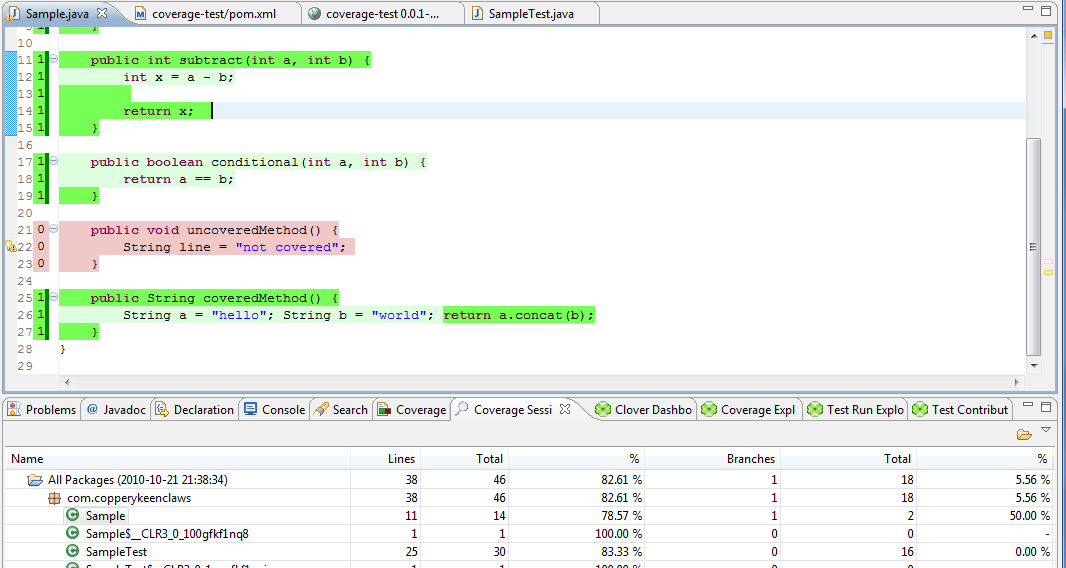 Sample.java coverage-test/pom.xml coverage-test 0.0.1-... SampleTest.java
9 1 }
10
11 1 public int subtract(int a, int b) {
12 1 int x = a - b;
13 1
14 1 return x;
15 1 }
16
17 1 public boolean conditional(int a, int b) {
18 1 return a == b;
19 1 }
20
21 0 public void uncoveredMethod() {
22 0 String line = "not covered";
23 0 }
24
25 1 public String coveredMethod() {
26 1 String a = "hello"; String b = "world"; return a.concat(b);
27 1 }
28 }
29
Problems @ Javadoc Declaration Console Search Coverage Coverage Sessi Clover Dashbo Coverage Expl Test Run Explo Test Contribut
Name Lines Total % Branches Total %
All Packages (2010-10-21 21:38:34) 38 46 82.61 % 1 18 5.56 %
com.copperykeenclaws 38 46 82.61 % 1 18 5.56 %
Sample 11 14 78.57 % 1 2 50.00 %
Sample$__CLR3_0_100gfkf1nq8 1 1 100.00 % 0 0 -
SampleTest 25 30 83.33 % 0 16 0.00 %